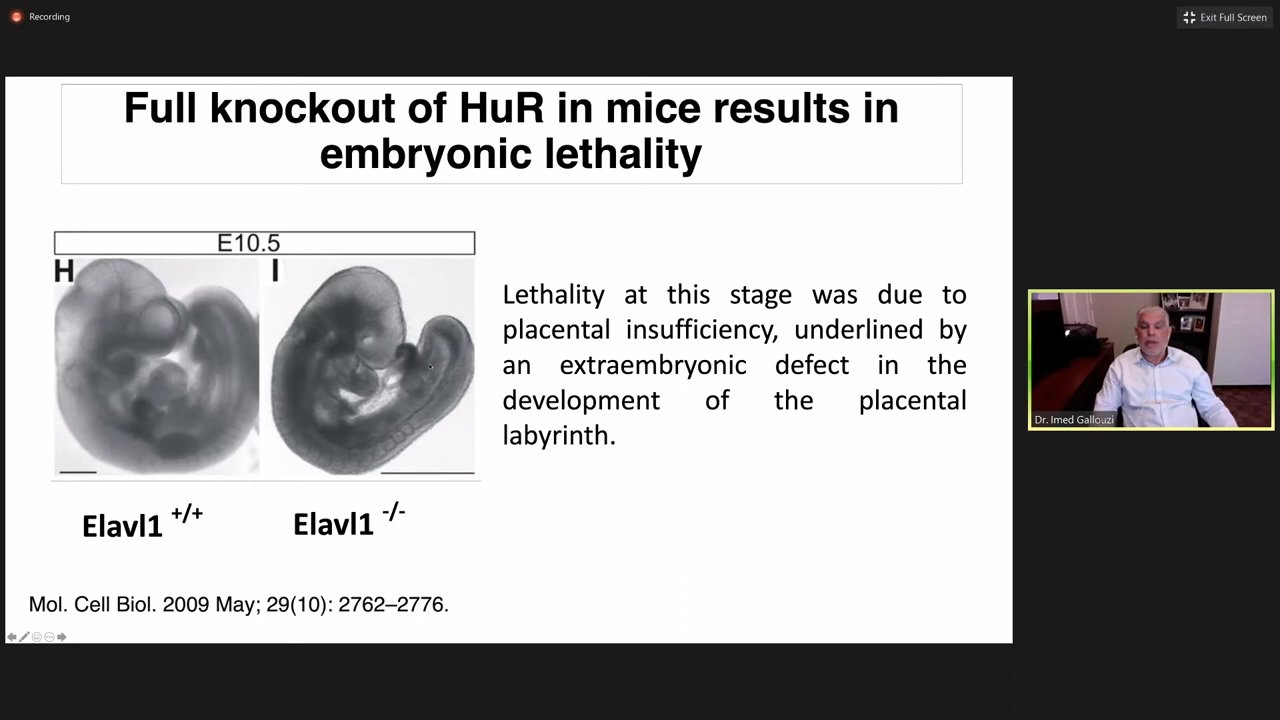 Recording
Exit Full Screen
Full knockout of HuR in mice results in
embryonic lethality
E10.5
H
I
Lethality at this stage was due to
placental insufficiency, underlined by
an extraembryonic defect in the
development of the placental
labyrinth.
Elavl1 +/+
Elavl1 -/-
Mol. Cell Biol. 2009 May; 29(10): 2762–2776.
Dr. Imed Gallouzi